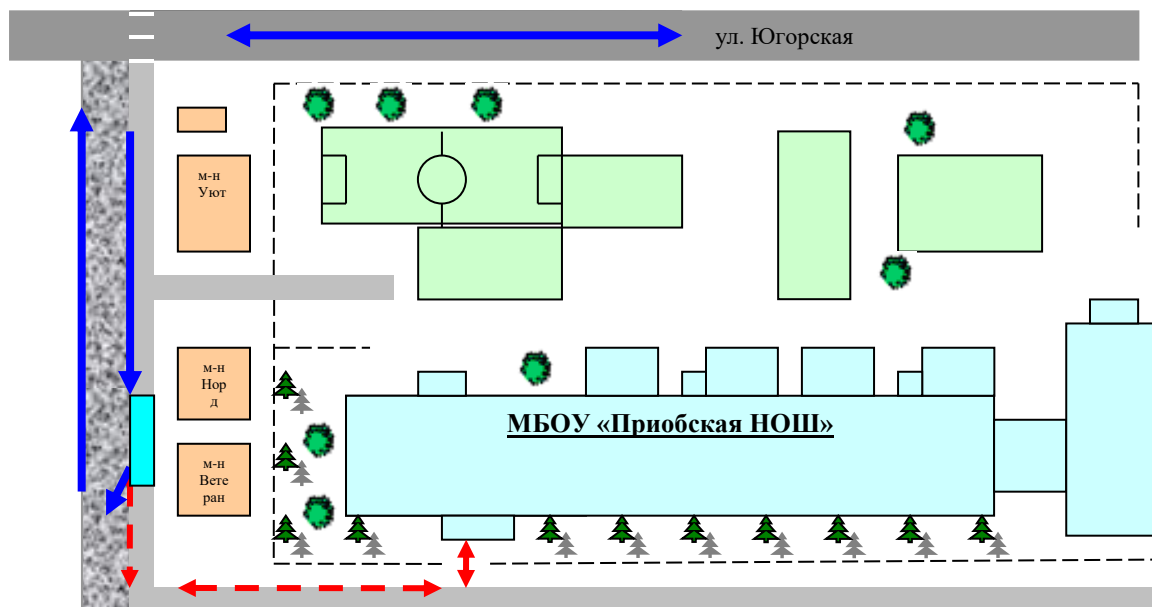 ул. Югорская
м-н
Уют
м-н
Нор
д
МБОУ «Приобская НОШ»
м-н
Вете
ран